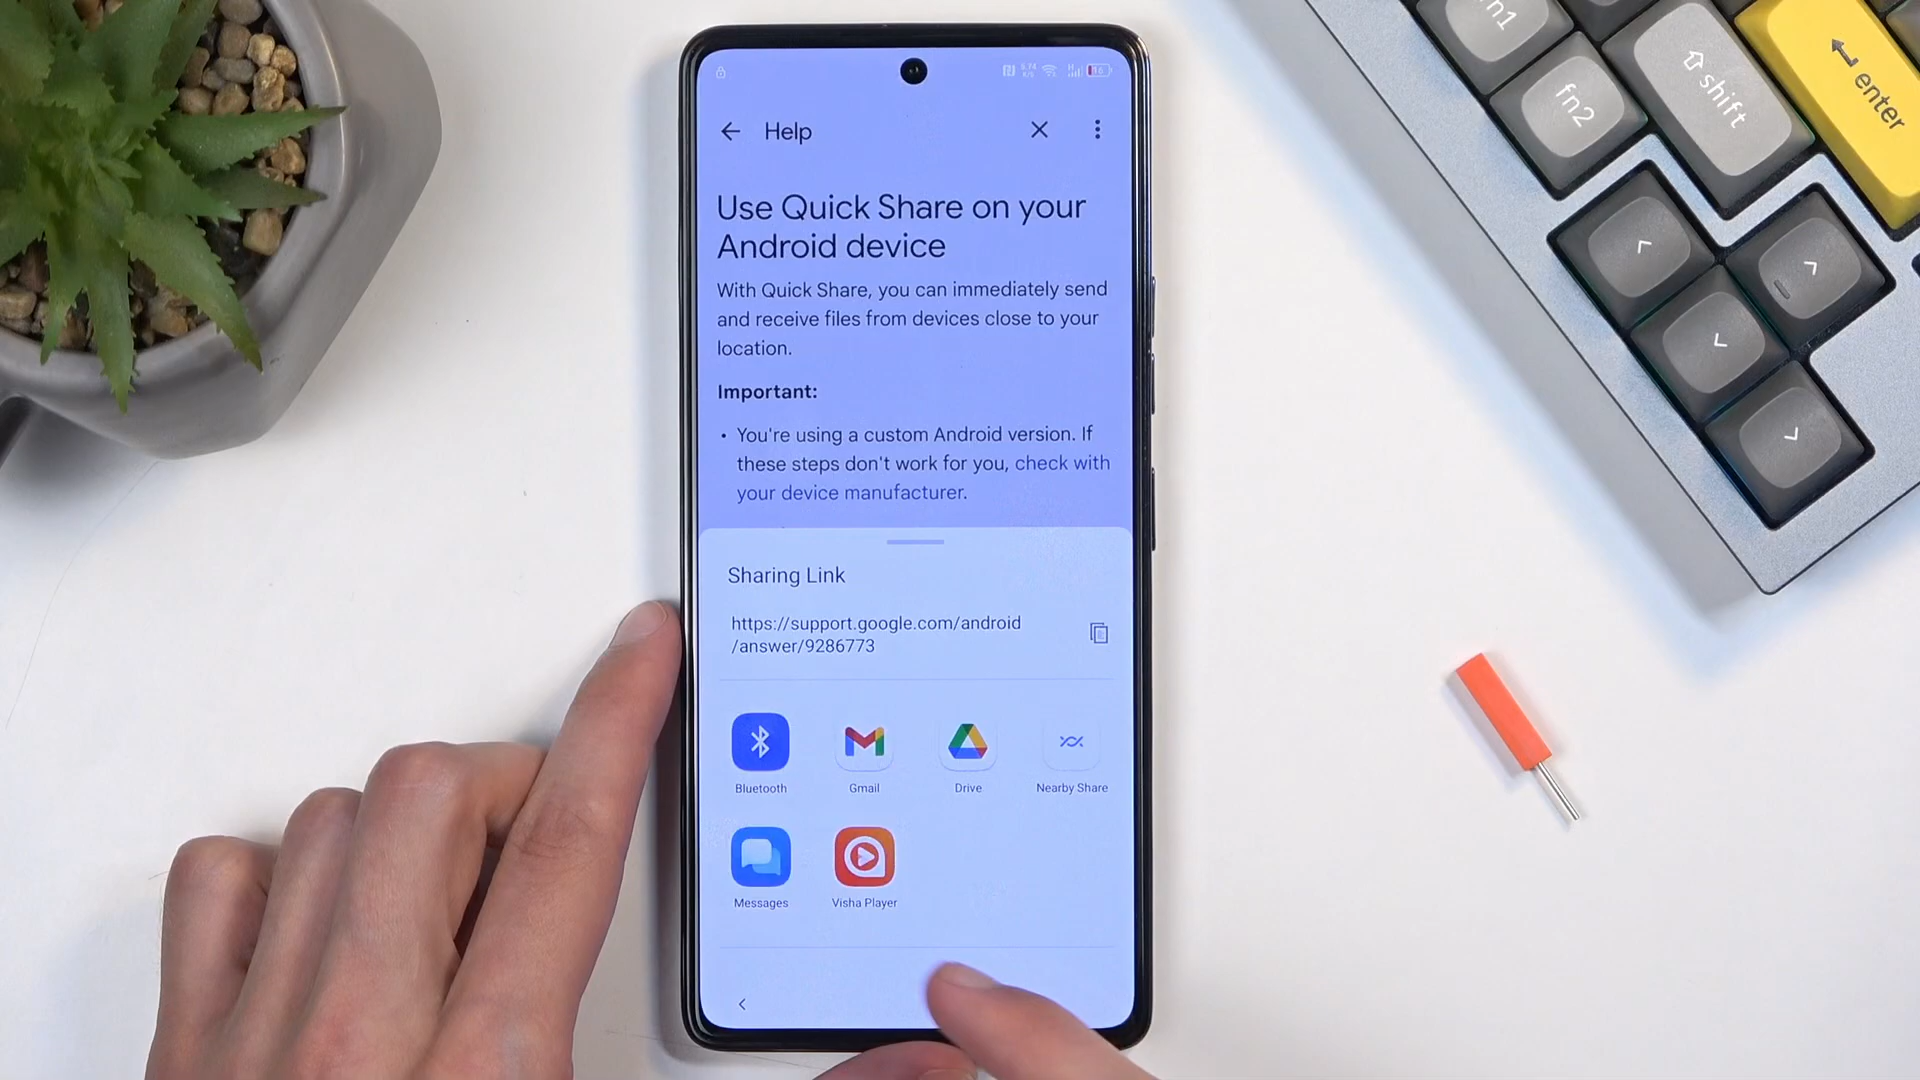 fn1
shift
enter
fn2
16
Help
Use Quick Share on your
Android device
With Quick Share, you can immediately send
and receive files from devices close to your
location.
Important:
• You're using a custom Android version. If
these steps don't work for you, check with
your device manufacturer.
Sharing Link
https://support.google.com/android
/answer/9286773
Bluetooth
Gmail
Drive
Nearby Share
Messages
Visha Player